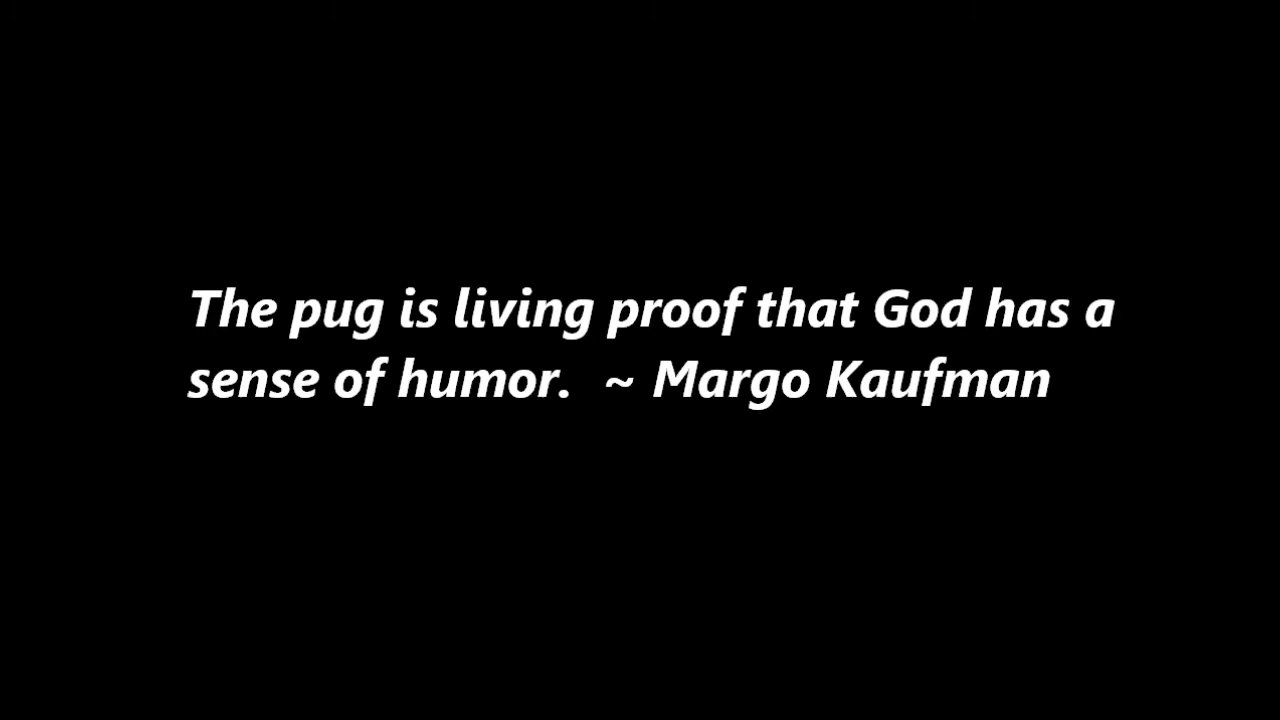 The pug is living proof that God has a
sense of humor.  ~ Margo Kaufman